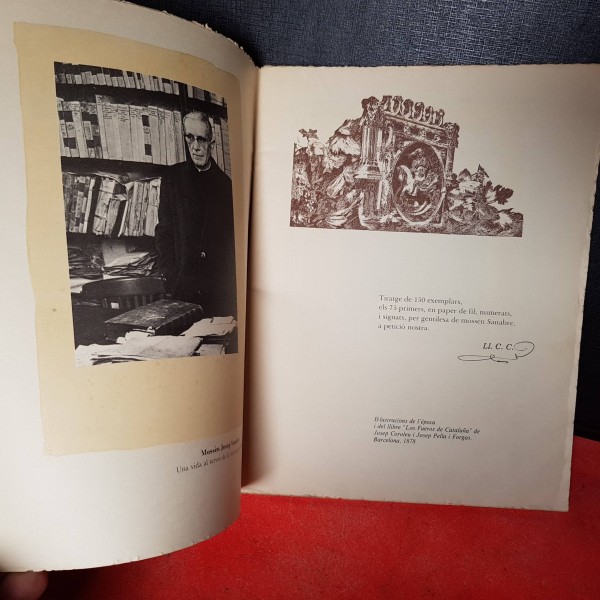 Mossèn Josep
Una vida al servei de la
Tiratge de 150 exemplars,
els 75 primers, en paper de fil, numerats,
i signats, per gentilesa de mossèn Sanabre,
a petició nostra.
Ll. C. C.
Il·lustracions de l'època
i del llibre "Los Fueros de Cataluña" de
Josep Coroleu i Josep Pella i Forgas.
Barcelona, 1878